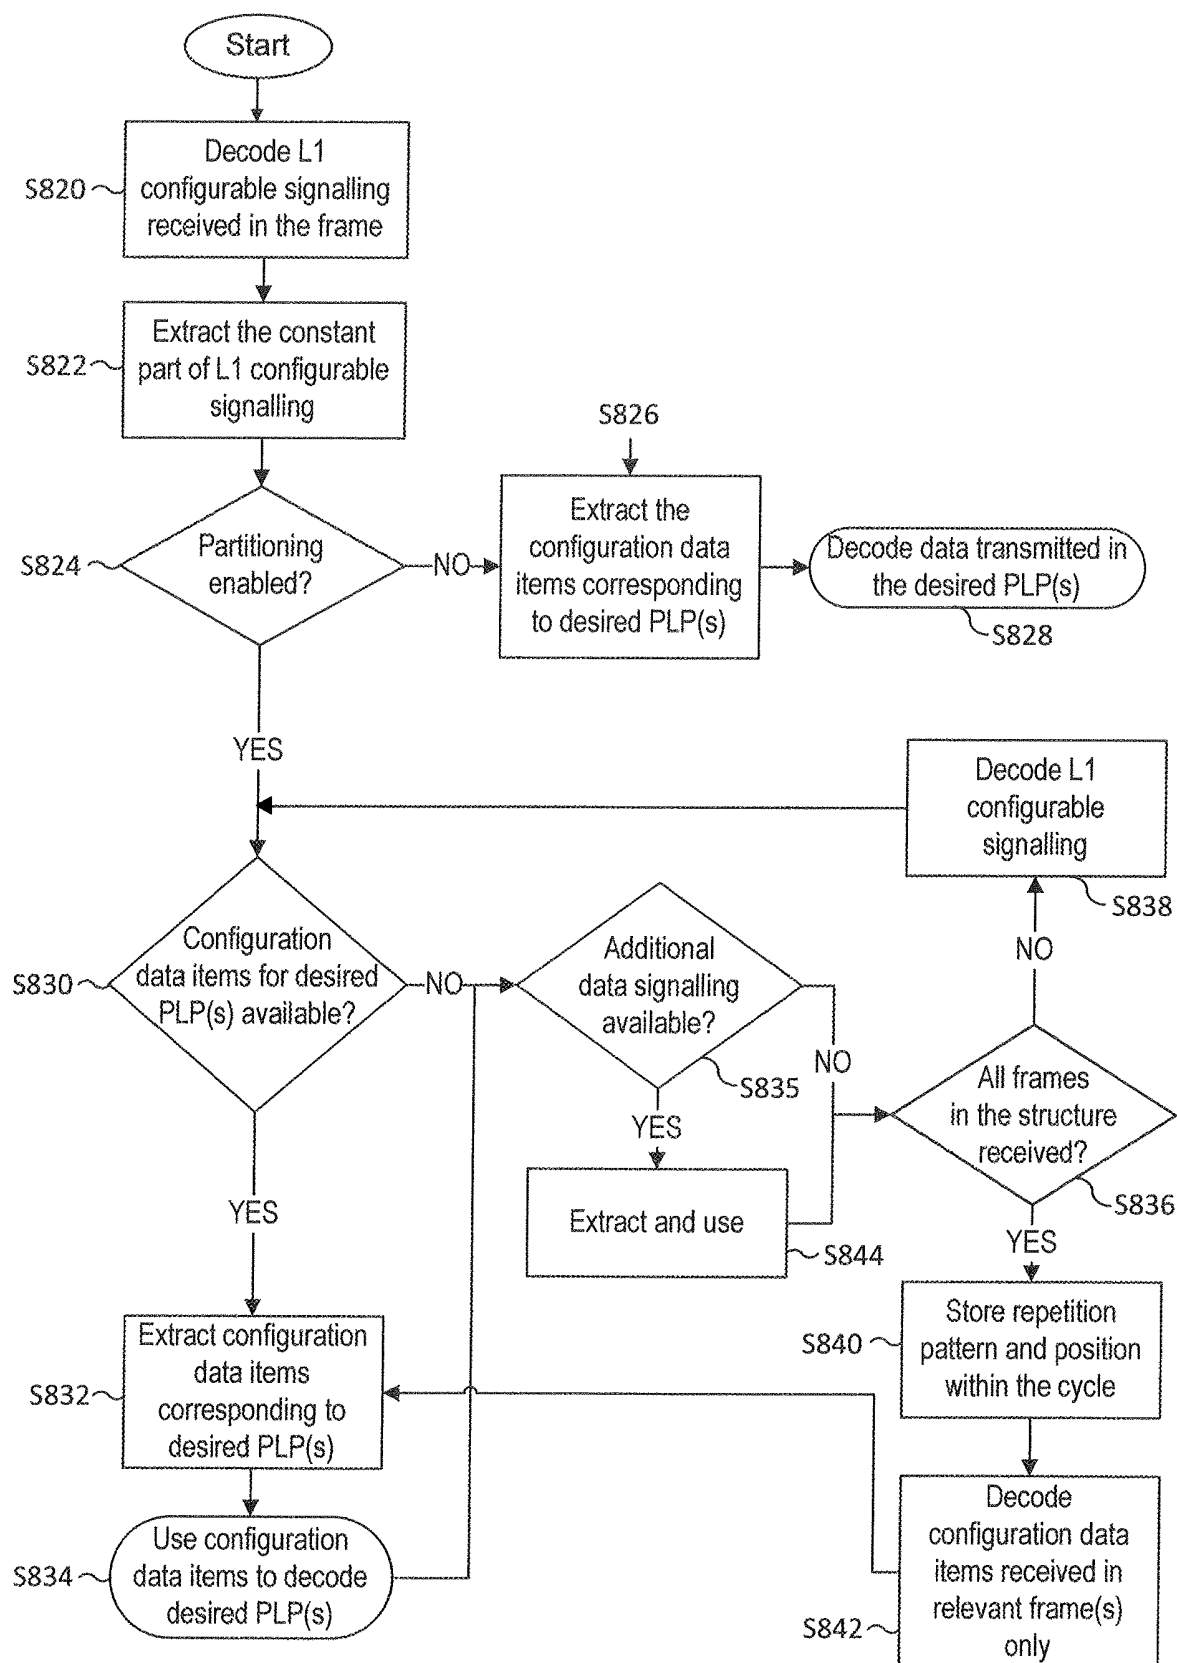 Start
Decode L1
configurable signalling
received in the frame
S820
Extract the constant
part of L1 configurable
signalling
S822
S826
Partitioning
enabled?
S824
NO
Extract the
configuration data
items corresponding
to desired PLP(s)
Decode data transmitted in
the desired PLP(s)
S828
YES
Decode L1
configurable
signalling
S838
NO
Configuration
data items for desired
PLP(s) available?
S830
NO
Additional
data signalling
available?
S835
NO
YES
All frames
in the structure
received?
S836
YES
YES
Extract and use
S844
Store repetition
pattern and position
within the cycle
S840
Extract configuration
data items
corresponding to
desired PLP(s)
S832
Use configuration
data items to decode
desired PLP(s)
S834
Decode
configuration data
items received in
relevant frame(s)
only
S842